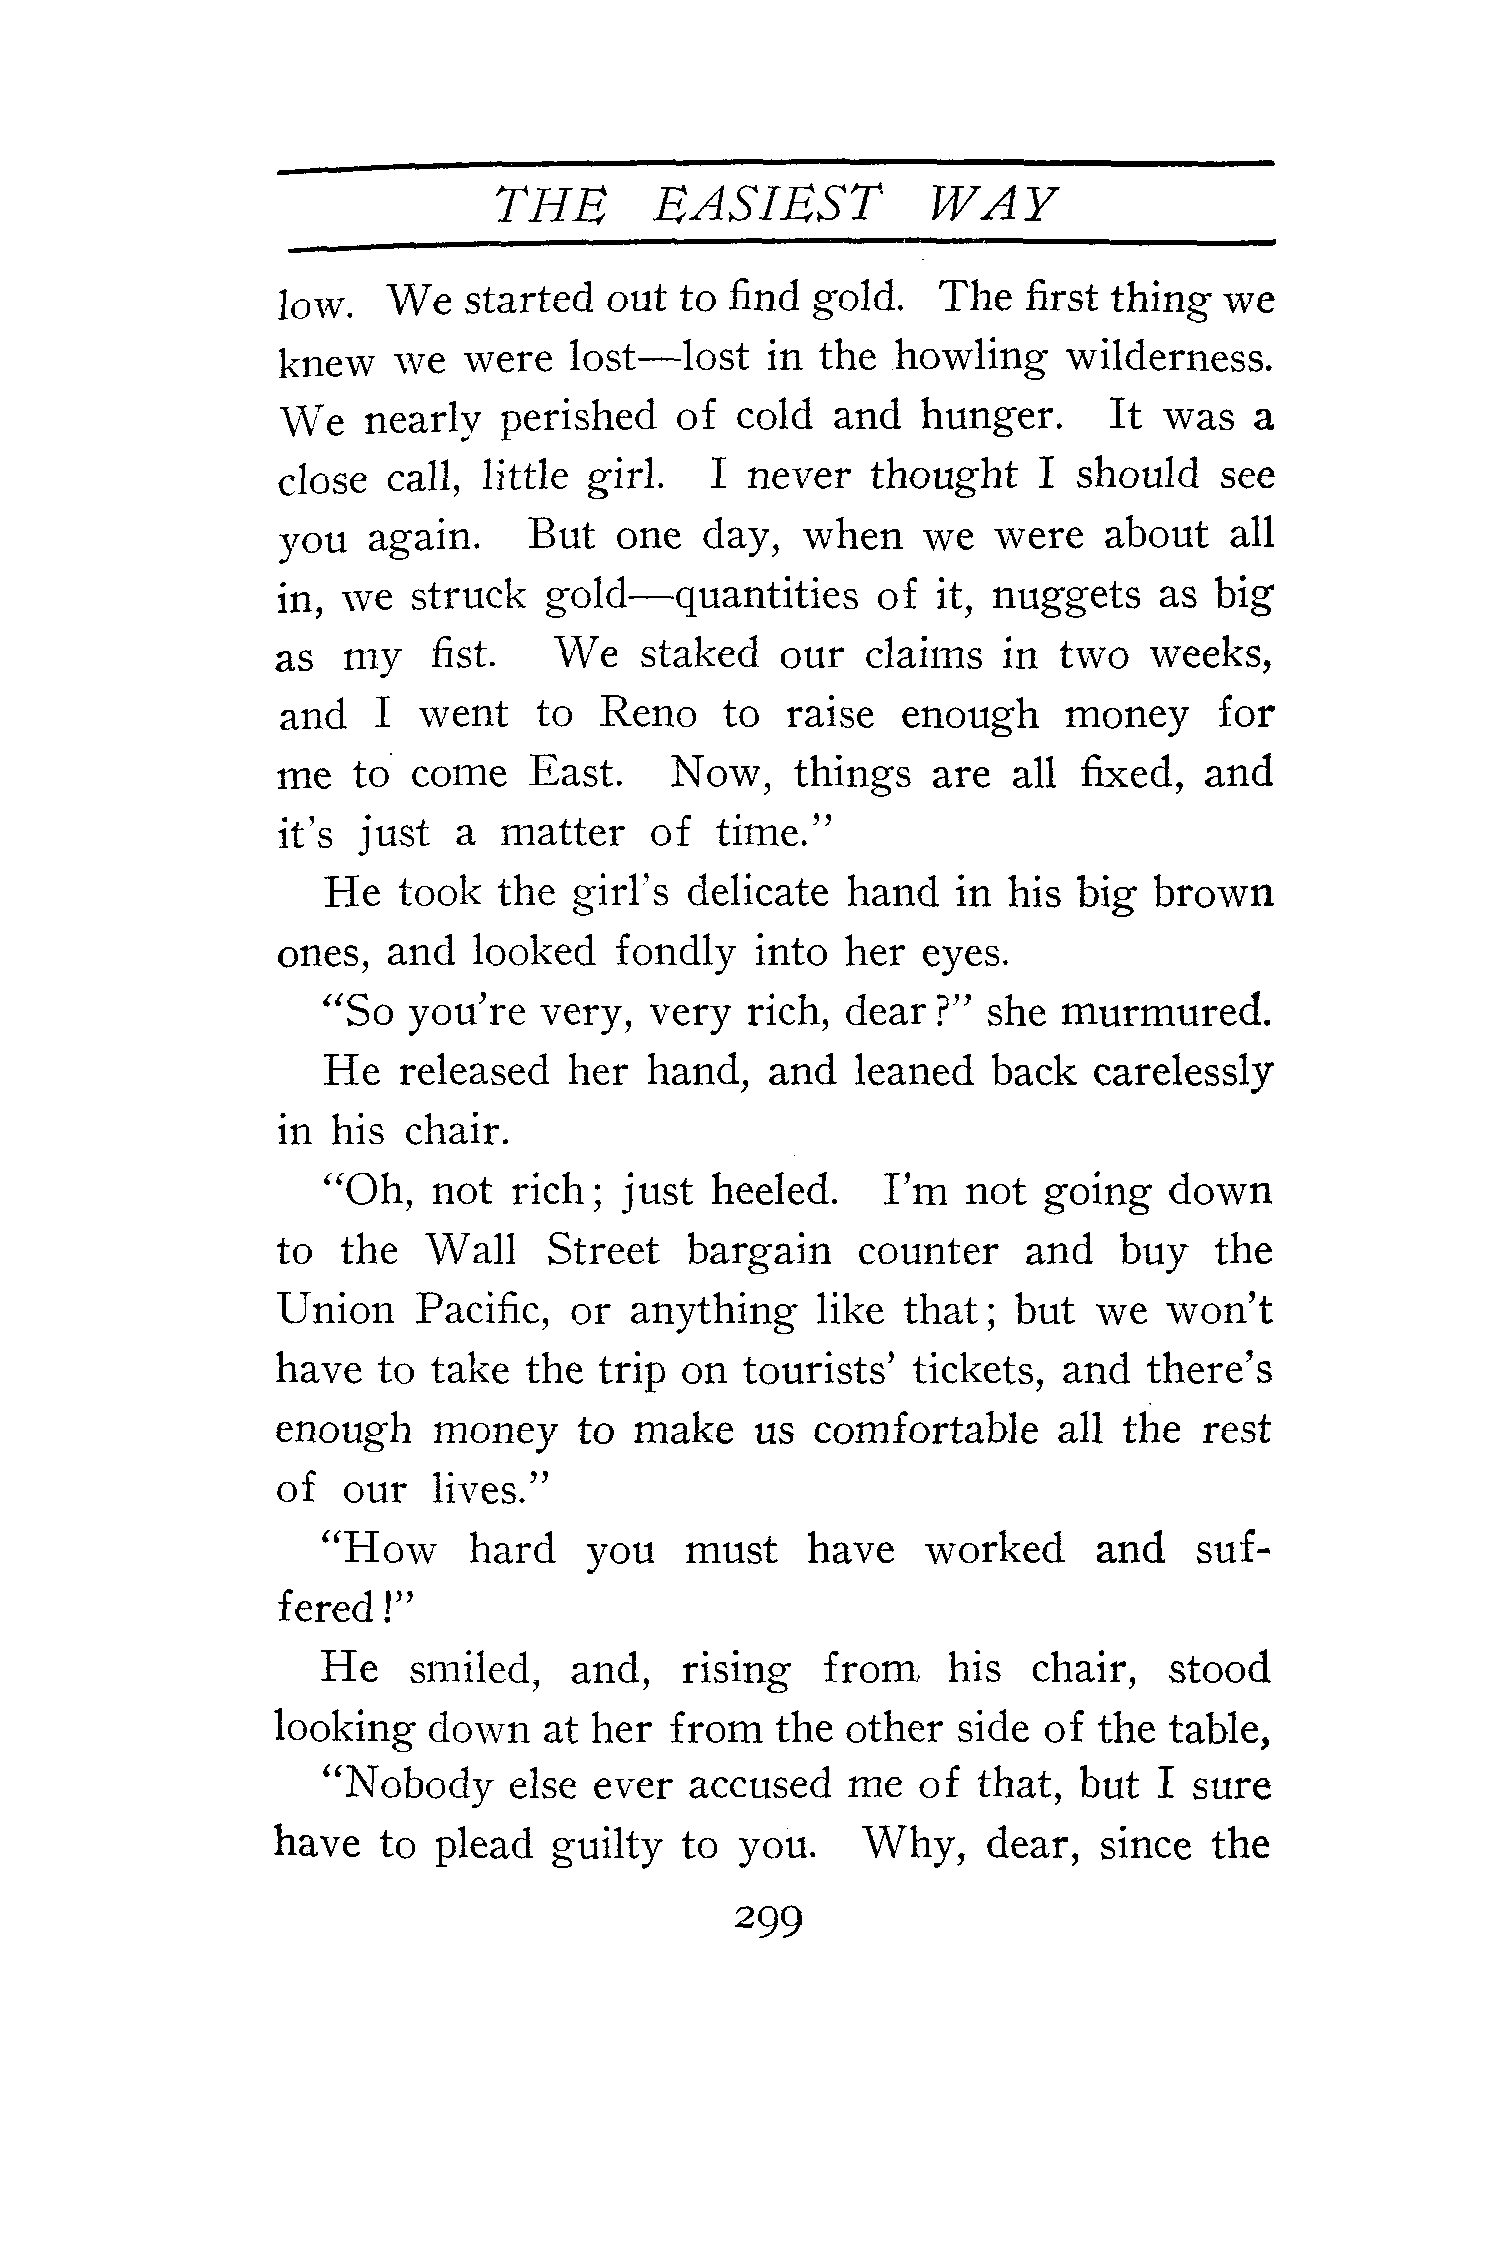 THE EASIEST WAY
low. We started out to find gold. The first thing we
knew we were lost—lost in the howling wilderness.
We nearly perished of cold and hunger. It was a
close call, little girl. I never thought I should see
you again. But one day, when we were about all
in, we struck gold—quantities of it, nuggets as big
as my fist. We staked our claims in two weeks,
and I went to Reno to raise enough money for
me to come East. Now, things are all fixed, and
it's just a matter of time."
He took the girl's delicate hand in his big brown
ones, and looked fondly into her eyes.
"So you're very, very rich, dear?" she murmured.
He released her hand, and leaned back carelessly
in his chair.
"Oh, not rich; just heeled. I'm not going down
to the Wall Street bargain counter and buy the
Union Pacific, or anything like that; but we won't
have to take the trip on tourists' tickets, and there's
enough money to make us comfortable all the rest
of our lives."
"How hard you must have worked and suf-
fered!"
He smiled, and, rising from his chair, stood
looking down at her from the other side of the table,
"Nobody else ever accused me of that, but I sure
have to plead guilty to you. Why, dear, since the
299